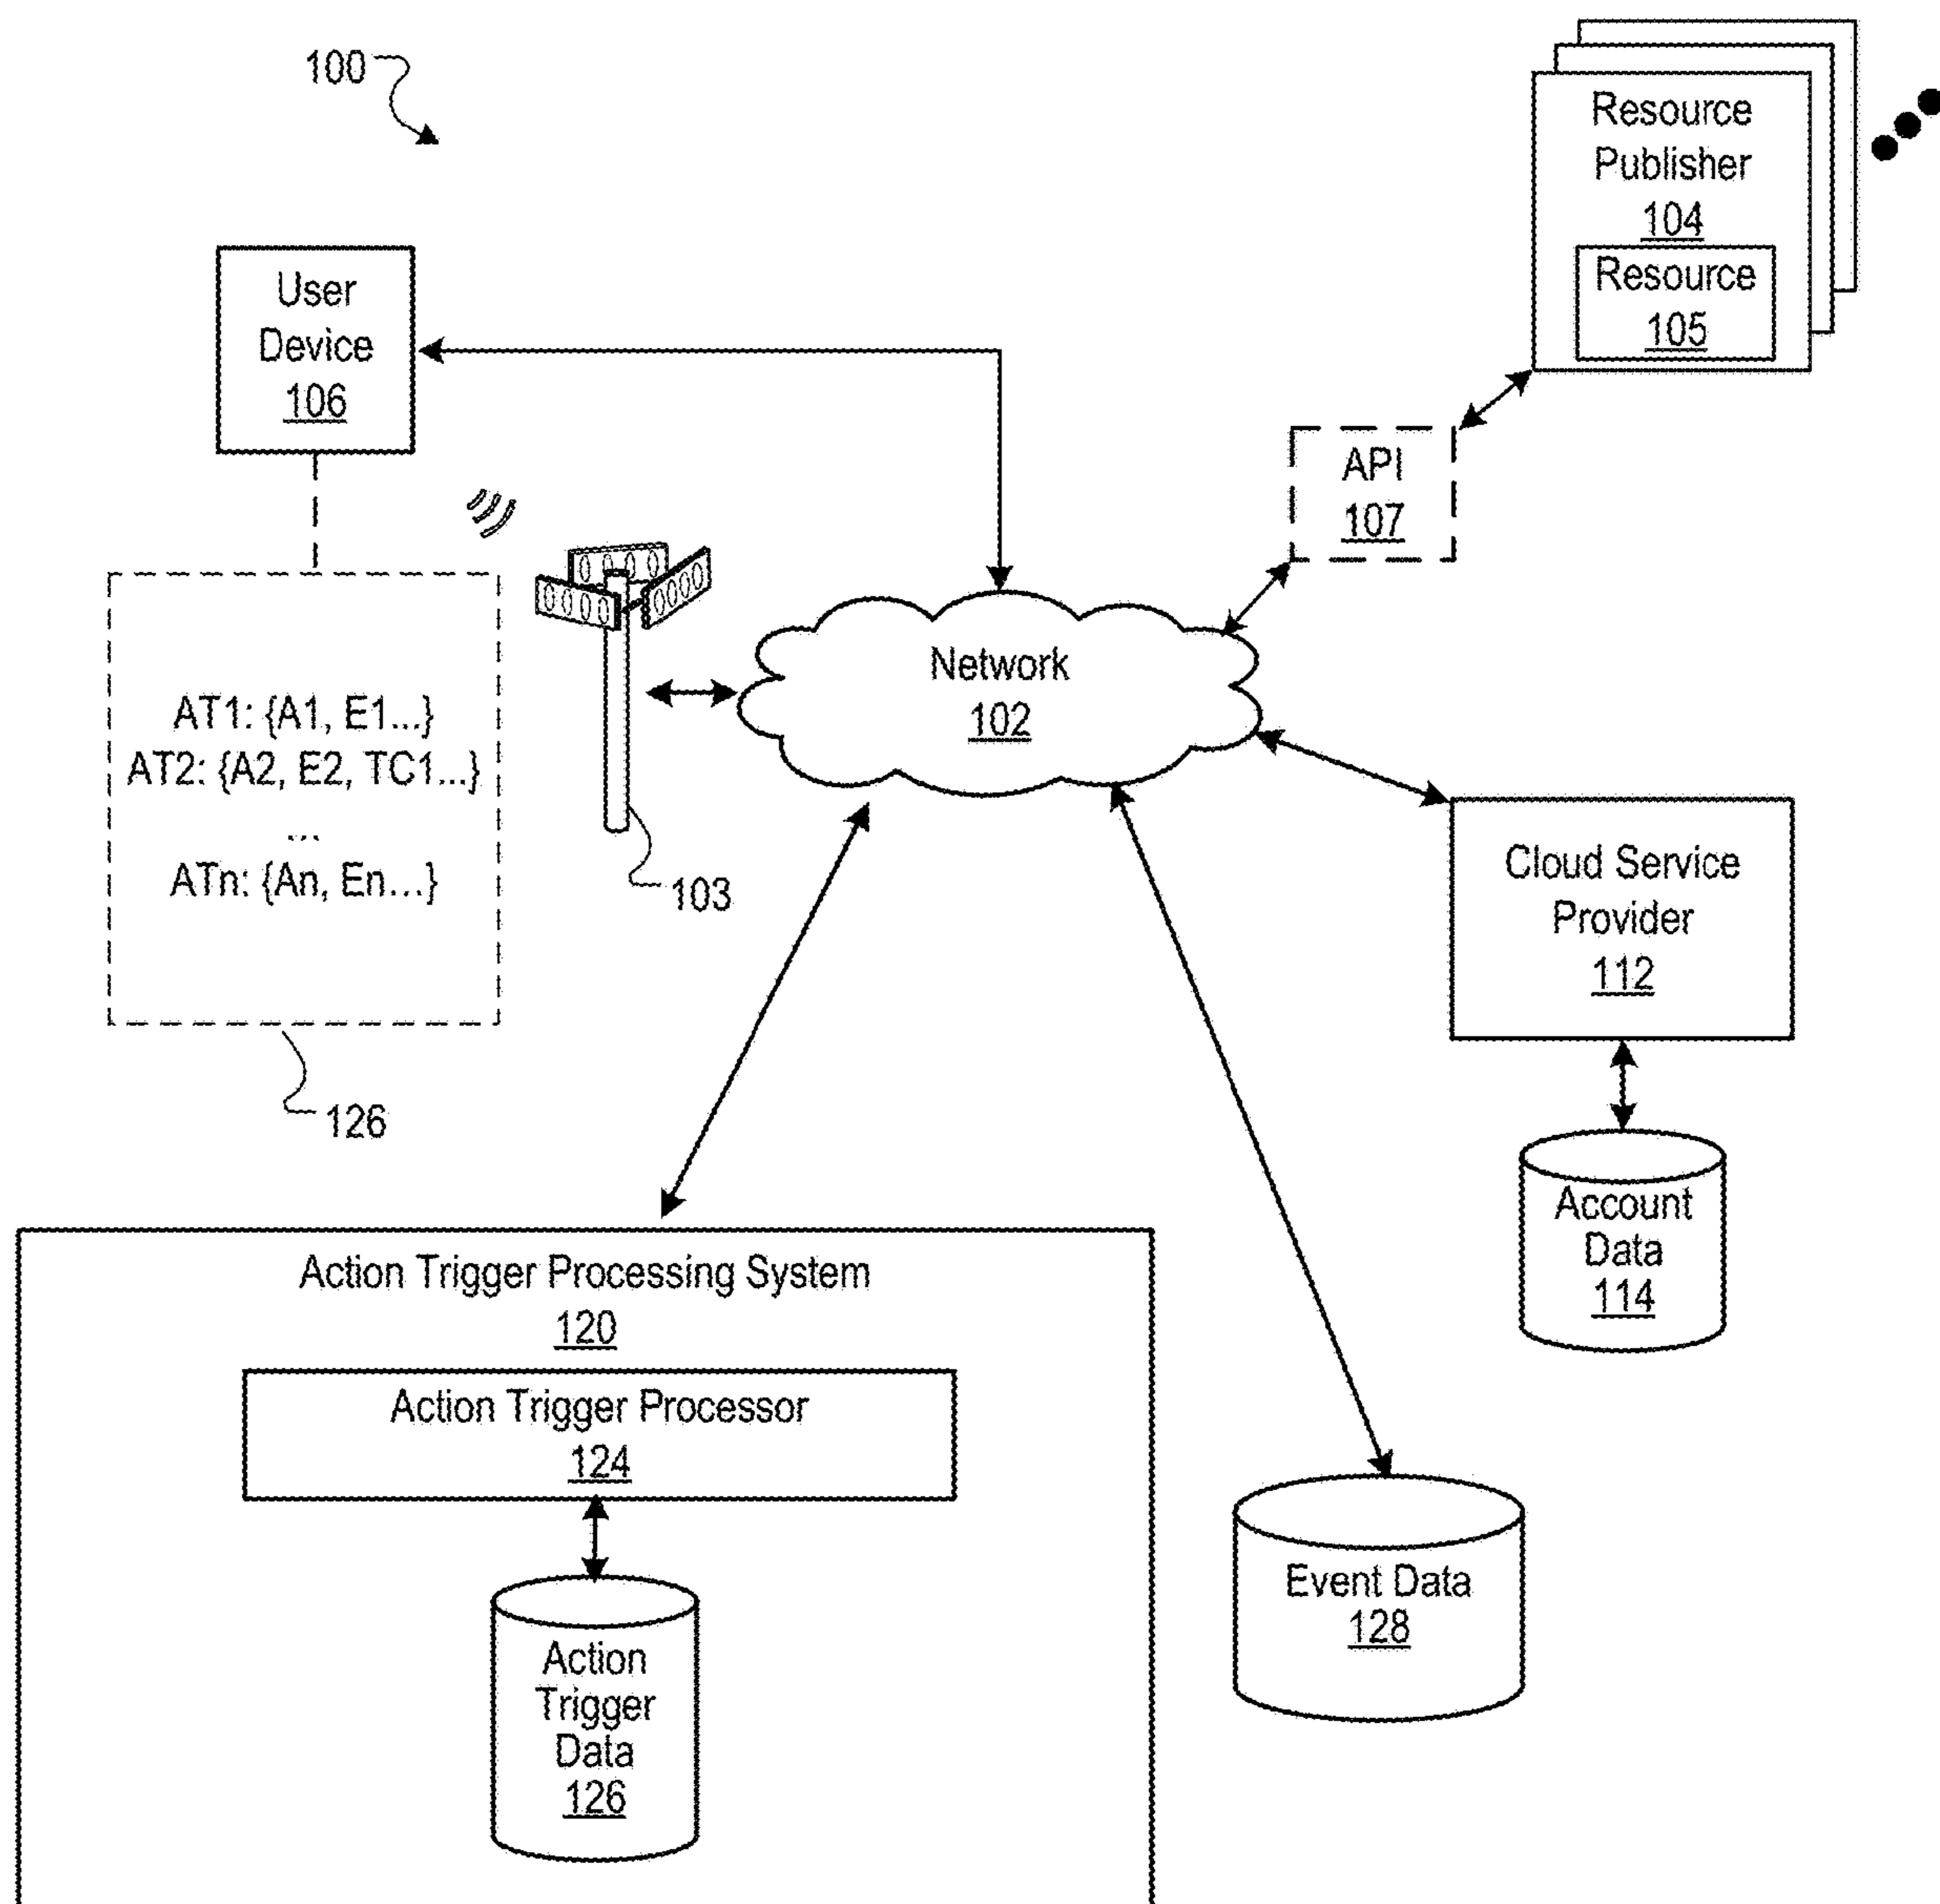 100
Resource
Publisher
104
Resource
105
User
Device
106
API
107
Network
102
AT1: {A1, E1...}
AT2: {A2, E2, TC1...}
...
ATn: {An, En...}
103
126
Cloud Service
Provider
112
Account
Data
114
Action Trigger Processing System
120
Action Trigger Processor
124
Action
Trigger
Data
126
Event Data
128